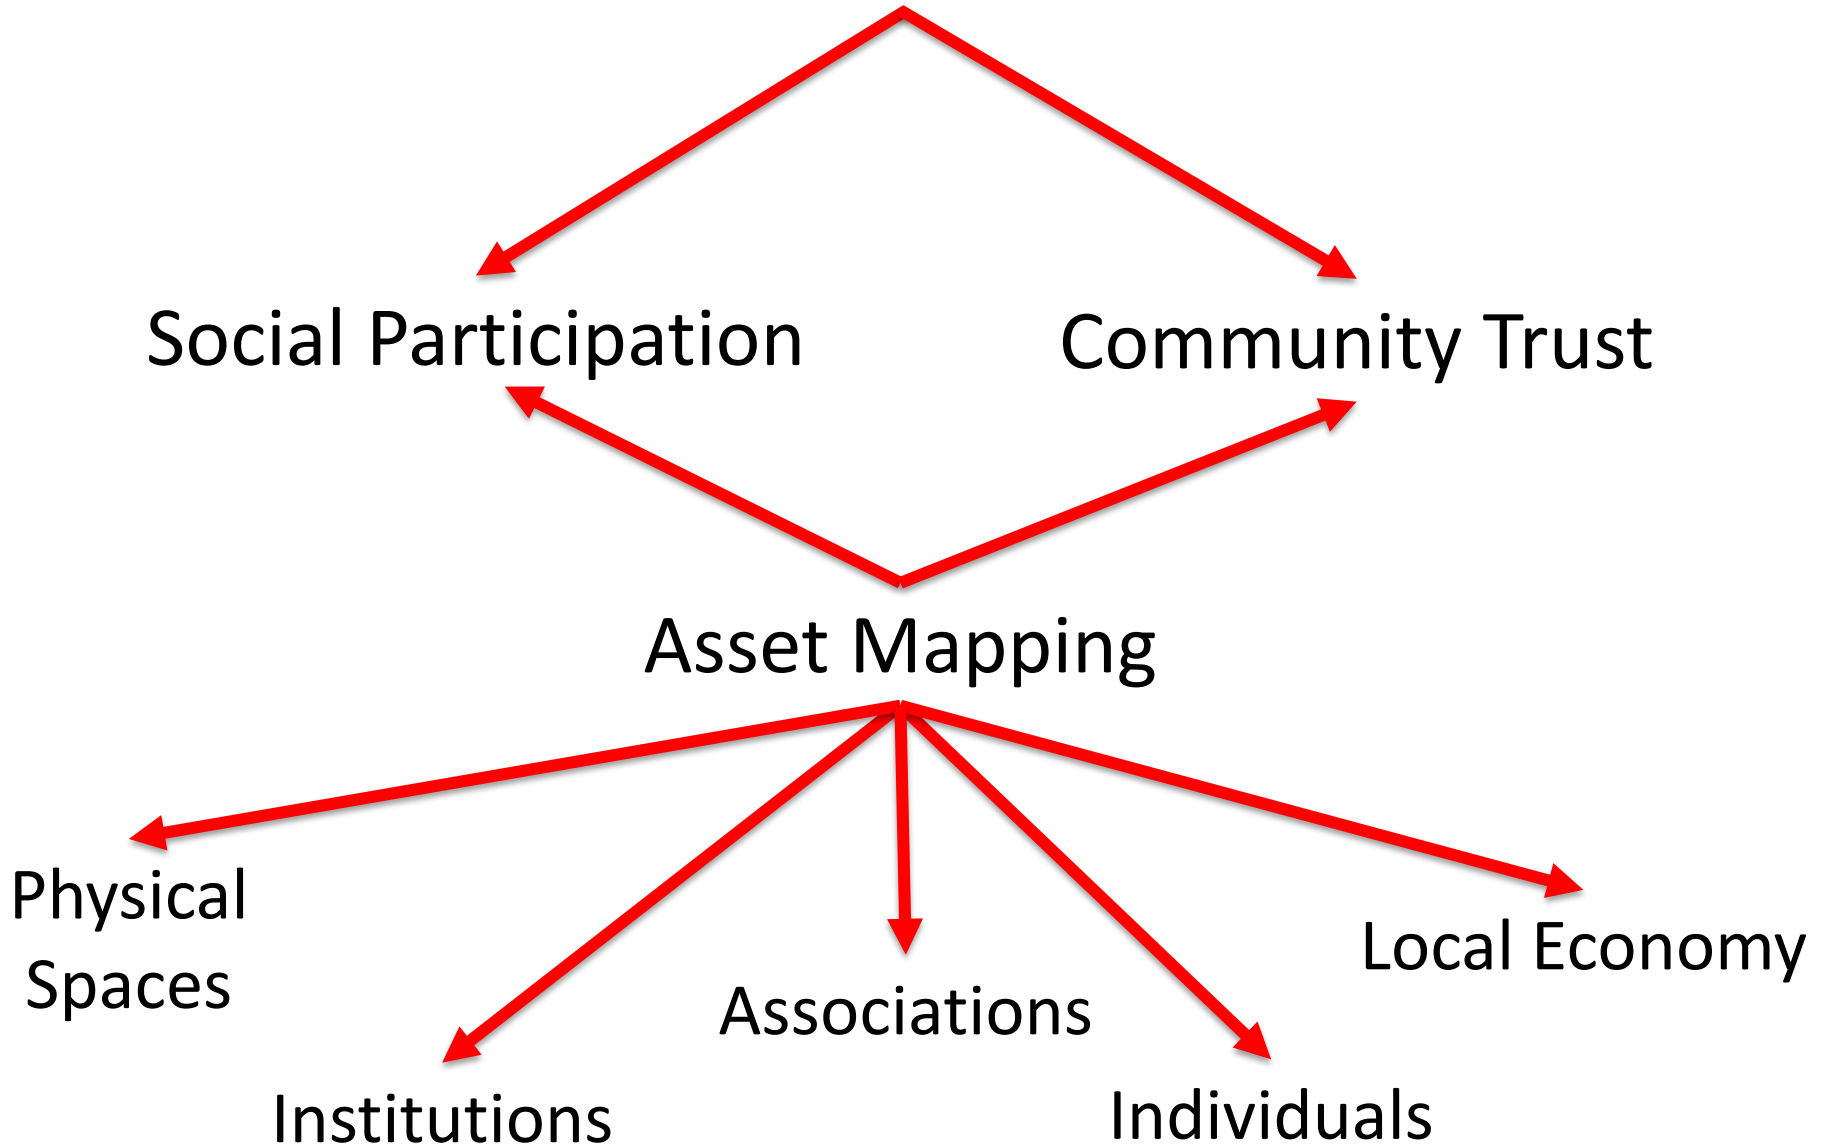 Social Participation
Community Trust
Asset Mapping
Physical
Spaces
Local Economy
Associations
Institutions
Individuals